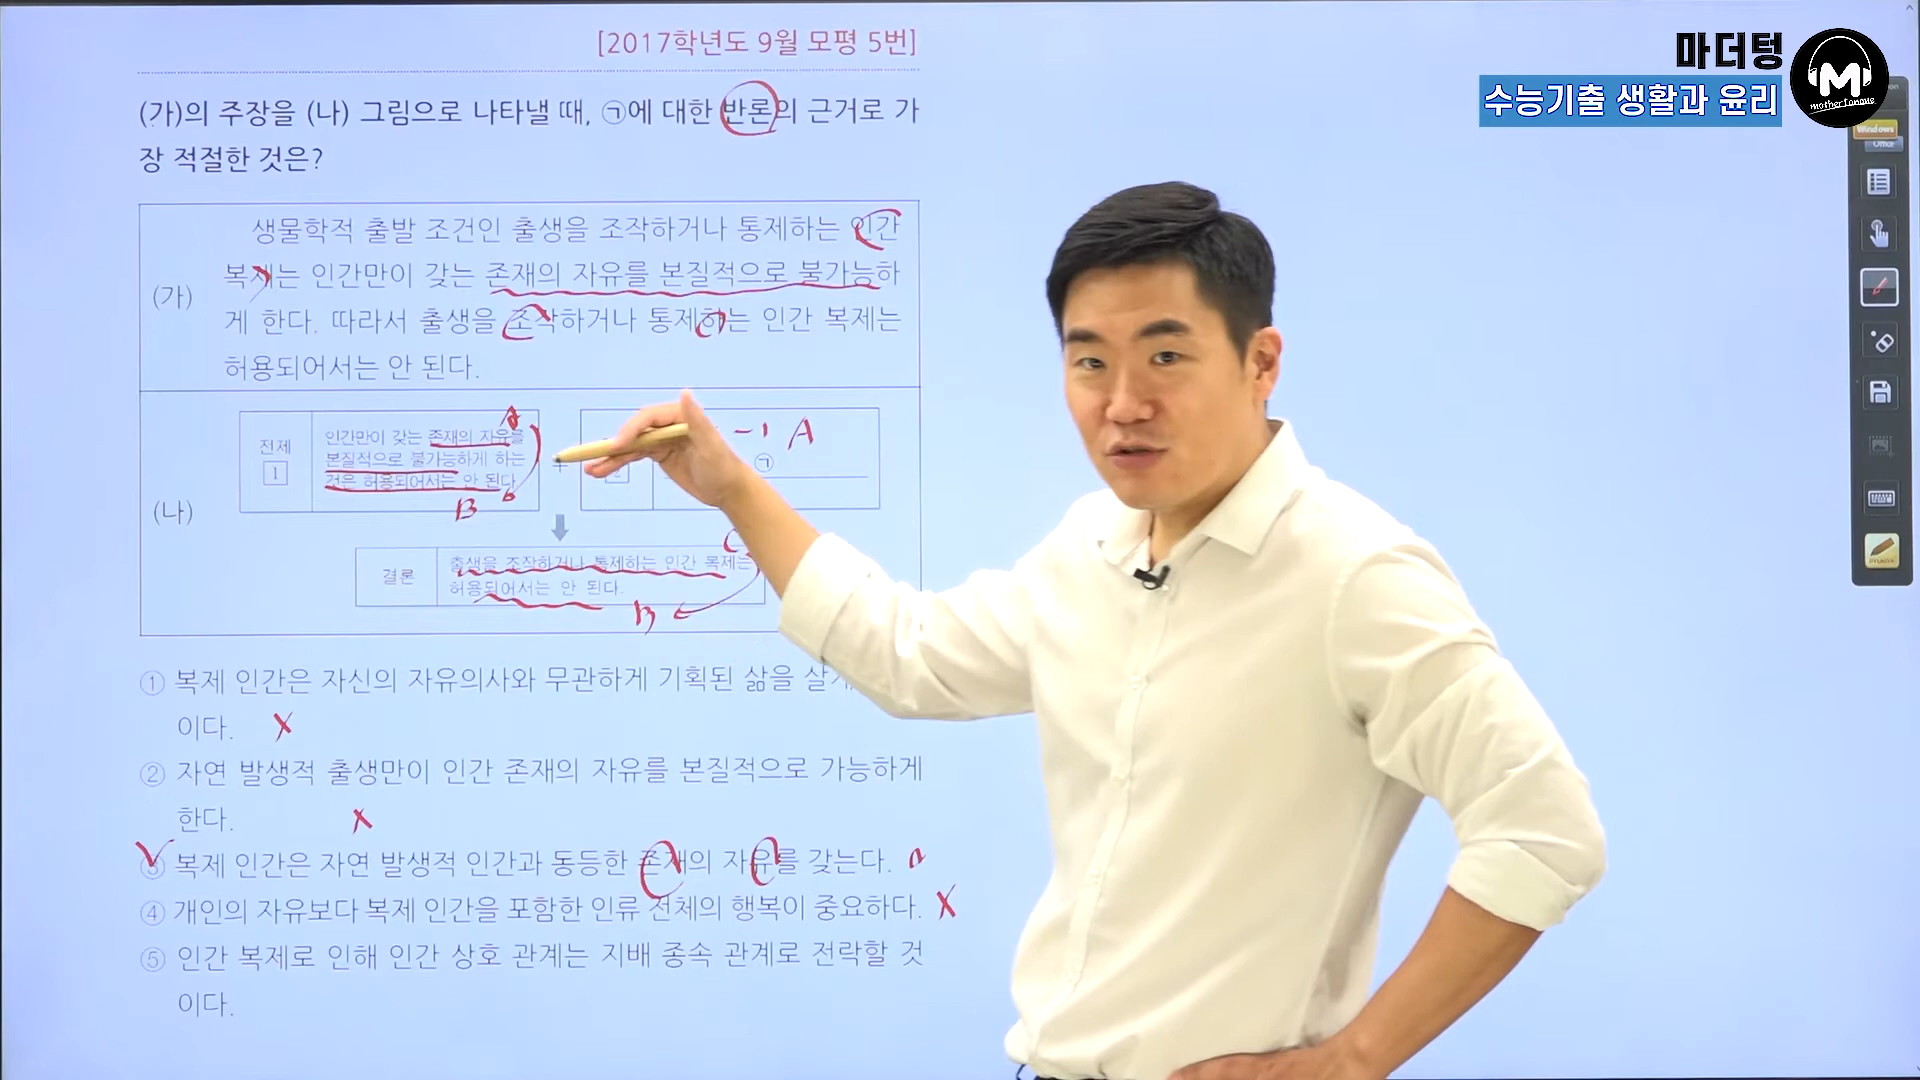 [2017학년도 9월 모평 5번]
마더텅
수능기출 생활과 윤리
M
mothertongue
Windows
Office
(가)의 주장을 (나) 그림으로 나타낼 때, ㉠에 대한 반론의 근거로 가
장 적절한 것은?
(가)
생물학적 출발 조건인 출생을 조작하거나 통제하는 인간
복제는 인간만이 갖는 존재의 자유를 본질적으로 불가능하
게 한다. 따라서 출생을 조작하거나 통제하는 인간 복제는
허용되어서는 안 된다.
(나)
전제
1
인간만이 갖는 존재의 자유를
본질적으로 불가능하게 하는
것은 허용되어서는 안 된다.
A
B
+
A
㉠
결론
출생을 조작하거나 통제하는 인간 복제는
허용되어서는 안 된다.
C
B
① 복제 인간은 자신의 자유의사와 무관하게 기획된 삶을
이다. X
② 자연 발생적 출생만이 인간 존재의 자유를 본질적으로 가능하게
한다. X
③ 복제 인간은 자연 발생적 인간과 동등한 존재의 자유를 갖는다.
④ 개인의 자유보다 복제 인간을 포함한 인류 전체의 행복이 중요하다. X
⑤ 인간 복제로 인해 인간 상호 관계는 지배 종속 관계로 전락할 것
이다.